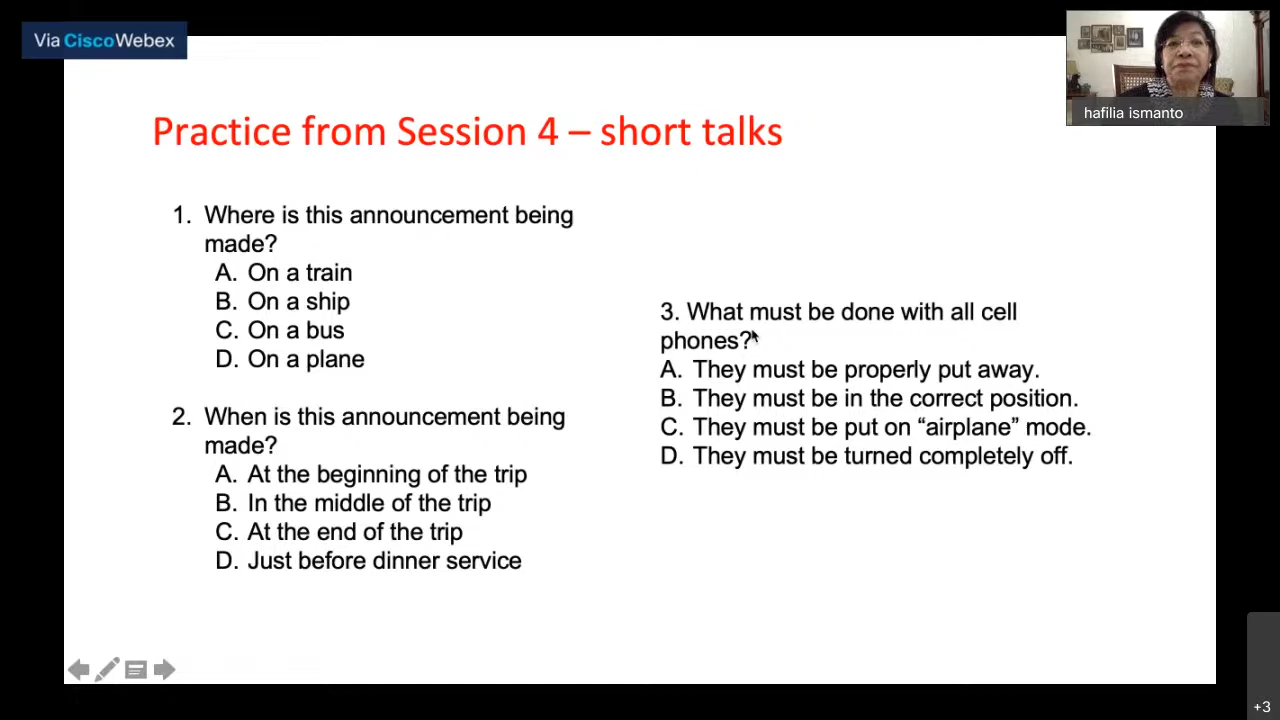 Via CiscoWebex
hafilia ismanto
Practice from Session 4 – short talks
1. Where is this announcement being
made?
A. On a train
B. On a ship
C. On a bus
D. On a plane
2. When is this announcement being
made?
A. At the beginning of the trip
B. In the middle of the trip
C. At the end of the trip
D. Just before dinner service
3. What must be done with all cell
phones?
A. They must be properly put away.
B. They must be in the correct position.
C. They must be put on “airplane” mode.
D. They must be turned completely off.
+3